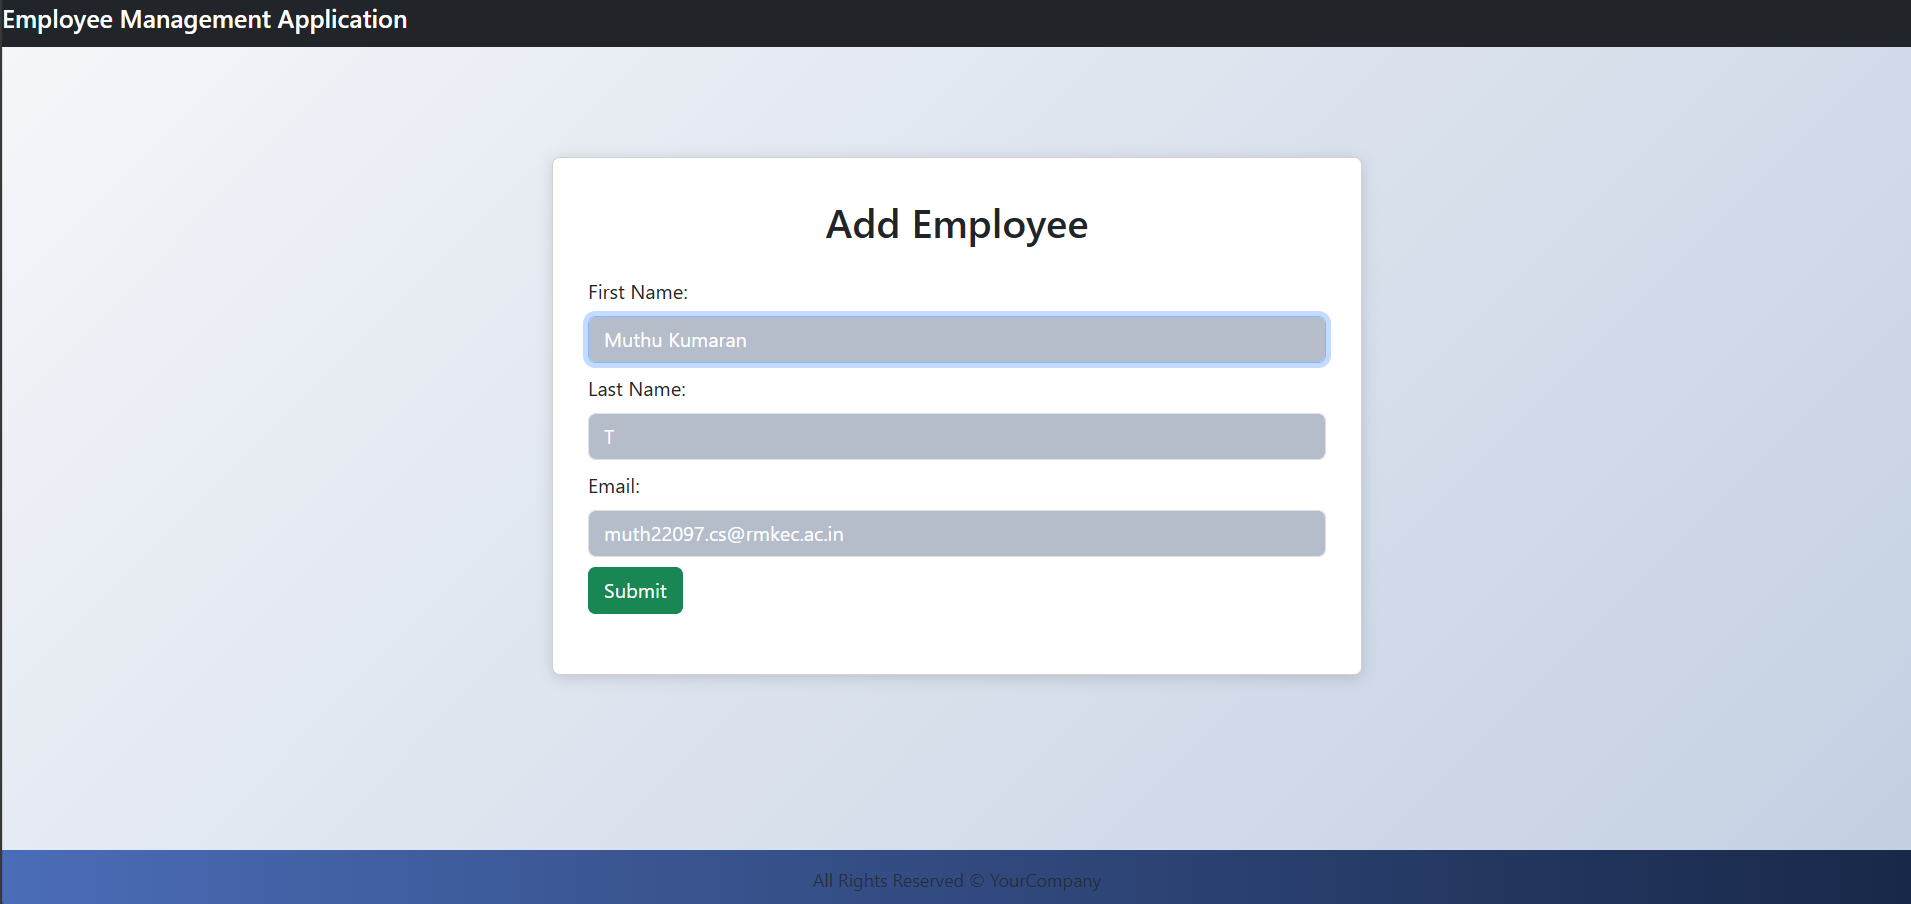 Employee Management Application
Add Employee
First Name:
Muthu Kumaran
Last Name:
T
Email:
muth22097.cs@rmkec.ac.in
Submit
All Rights Reserved © YourCompany